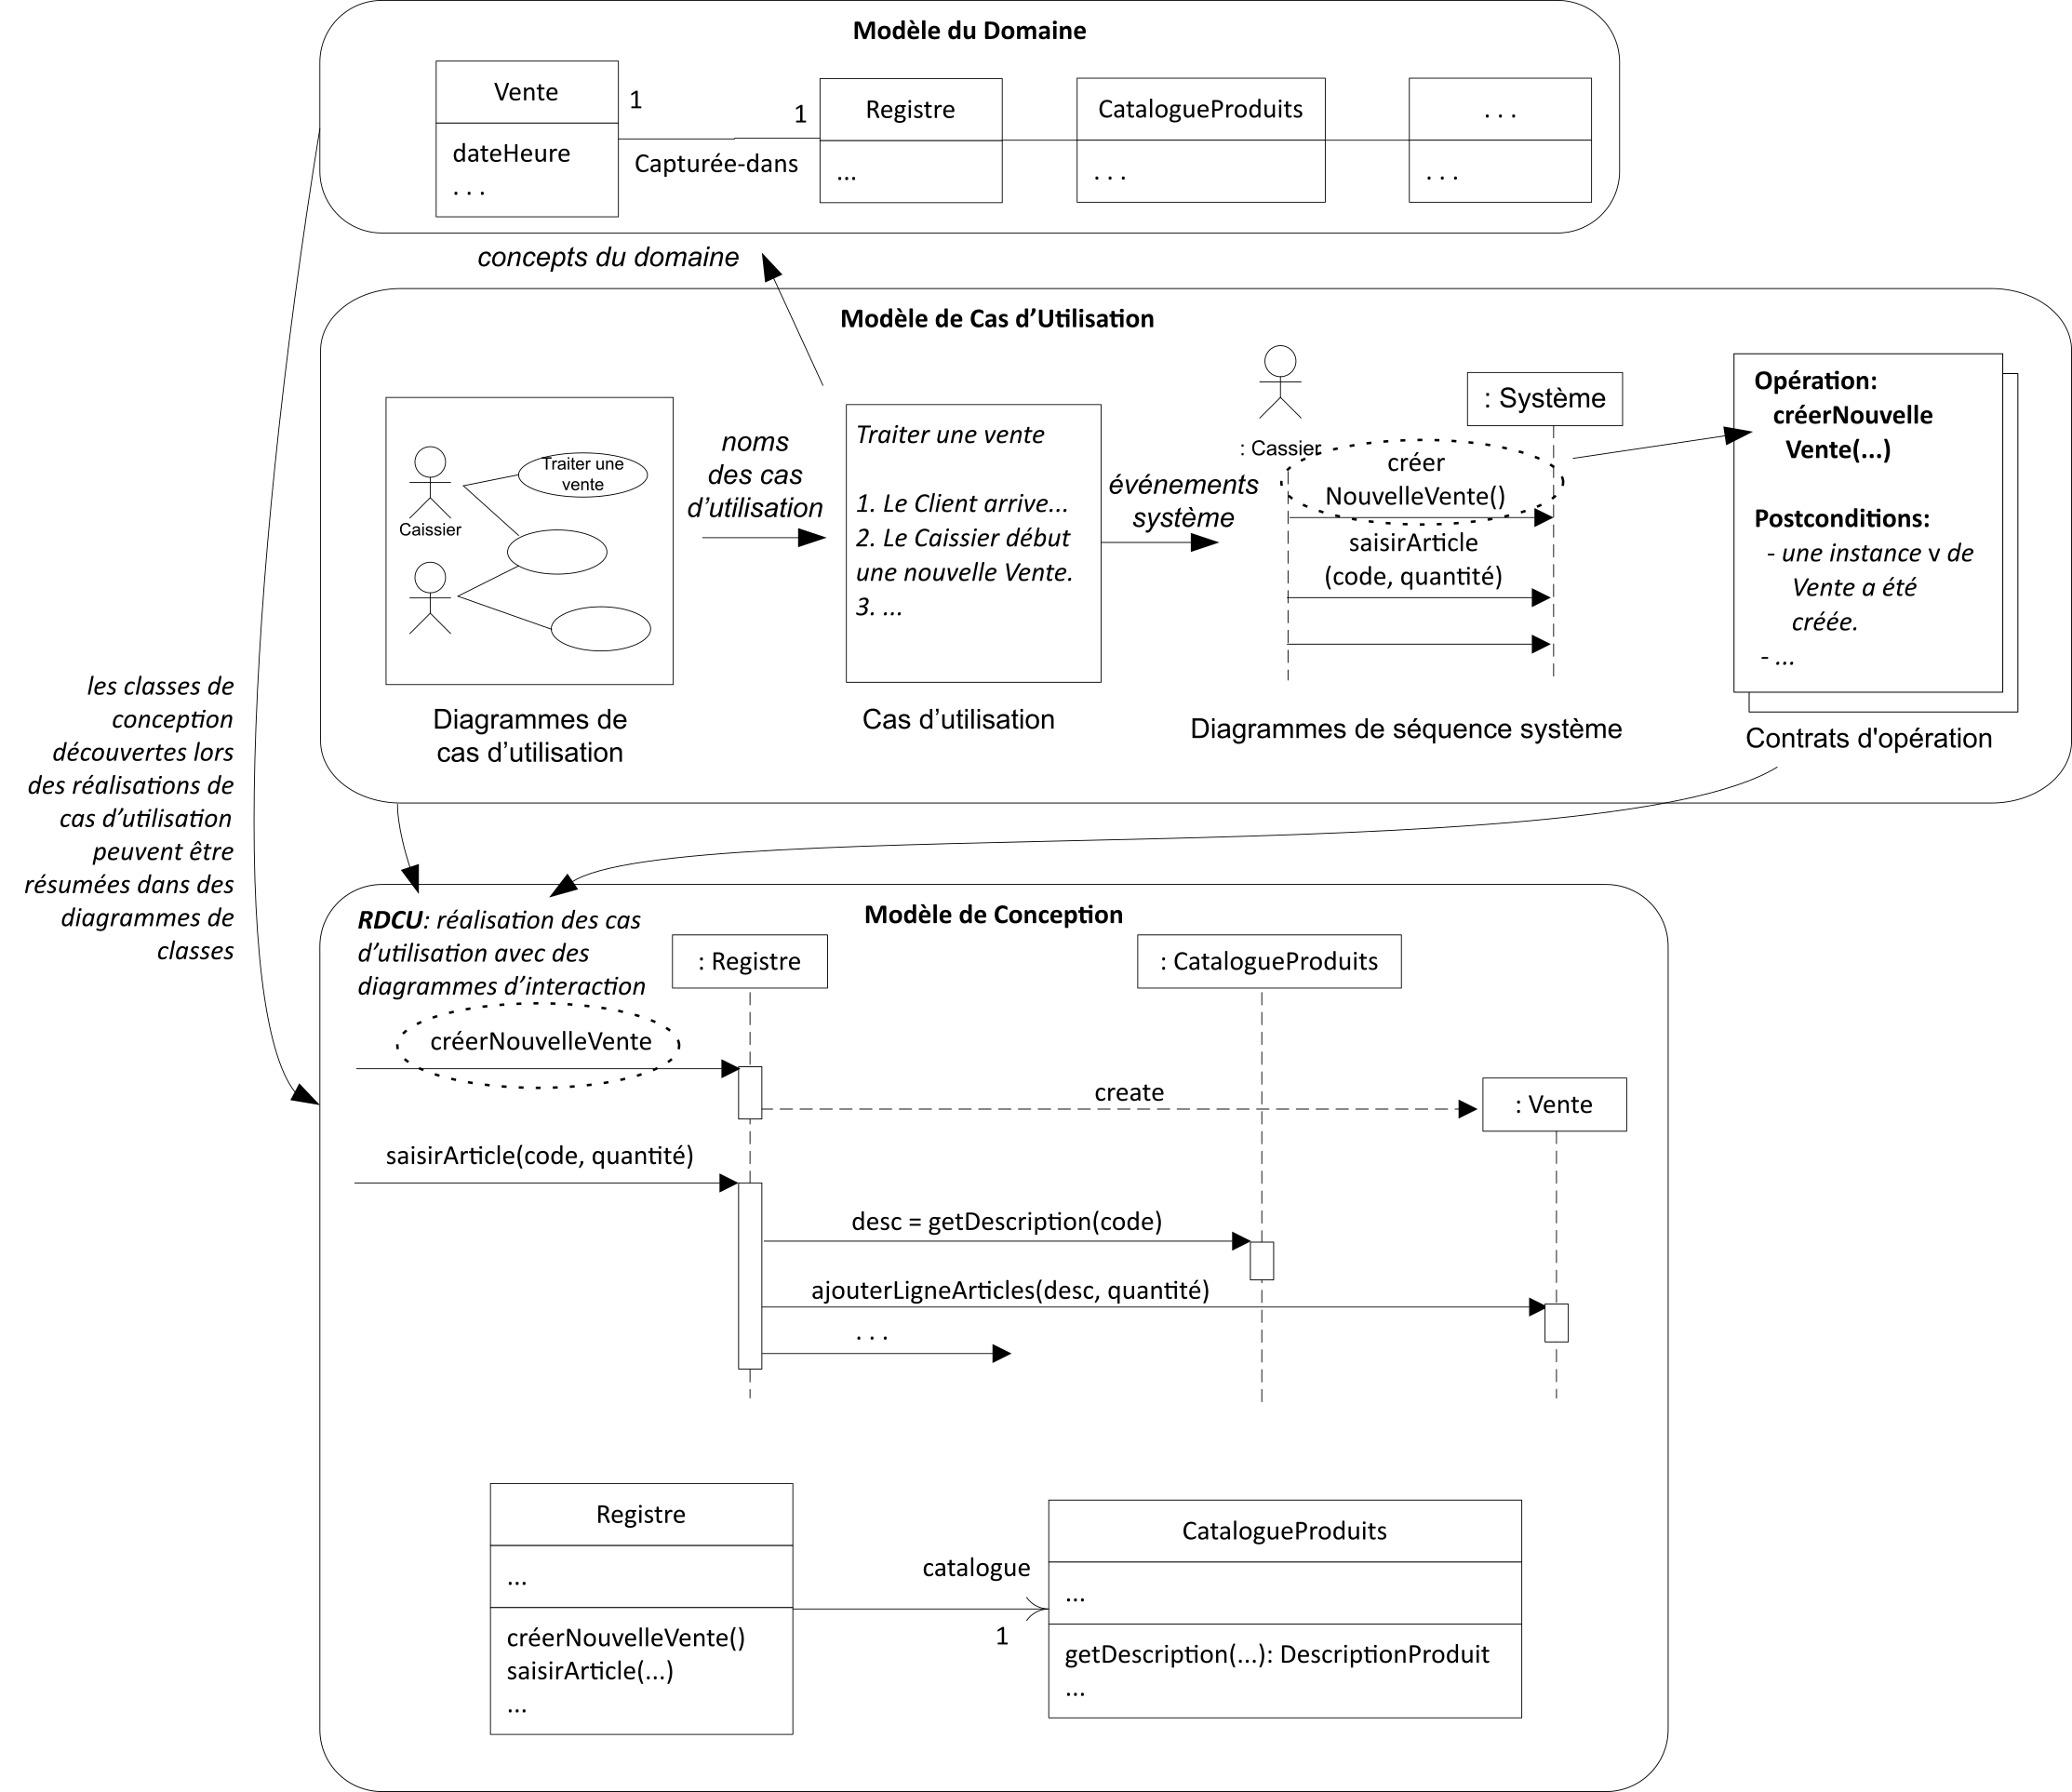 Modèle du Domaine
Vente
1
dateHeure
. . .
Capturée-dans
1
Registre
...
CatalogueProduits
. . .
. . .
. . .
concepts du domaine
Modèle de Cas d’Utilisation
Traiter une
vente
Caissier
Diagrammes de
cas d’utilisation
noms
des cas
d’utilisation
Traiter une vente
1. Le Client arrive...
2. Le Caissier début
une nouvelle Vente.
3. ...
Cas d’utilisation
événements
système
: Cassier
: Système
créer
NouvelleVente()
saisirArticle
(code, quantité)
Diagrammes de séquence système
Opération:
créerNouvelle
Vente(...)
Postconditions:
- une instance v de
Vente a été
créée.
- ...
Contrats d'opération
les classes de
conception
découvertes lors
des réalisations de
cas d’utilisation
peuvent être
résumées dans des
diagrammes de
classes
Modèle de Conception
RDCU: réalisation des cas
d’utilisation avec des
diagrammes d’interaction
: Registre
: CatalogueProduits
créerNouvelleVente
create
: Vente
saisirArticle(code, quantité)
desc = getDescription(code)
ajouterLigneArticles(desc, quantité)
. . .
Registre
...
créerNouvelleVente()
saisirArticle(...)
...
catalogue
1
CatalogueProduits
...
getDescription(...): DescriptionProduit
...